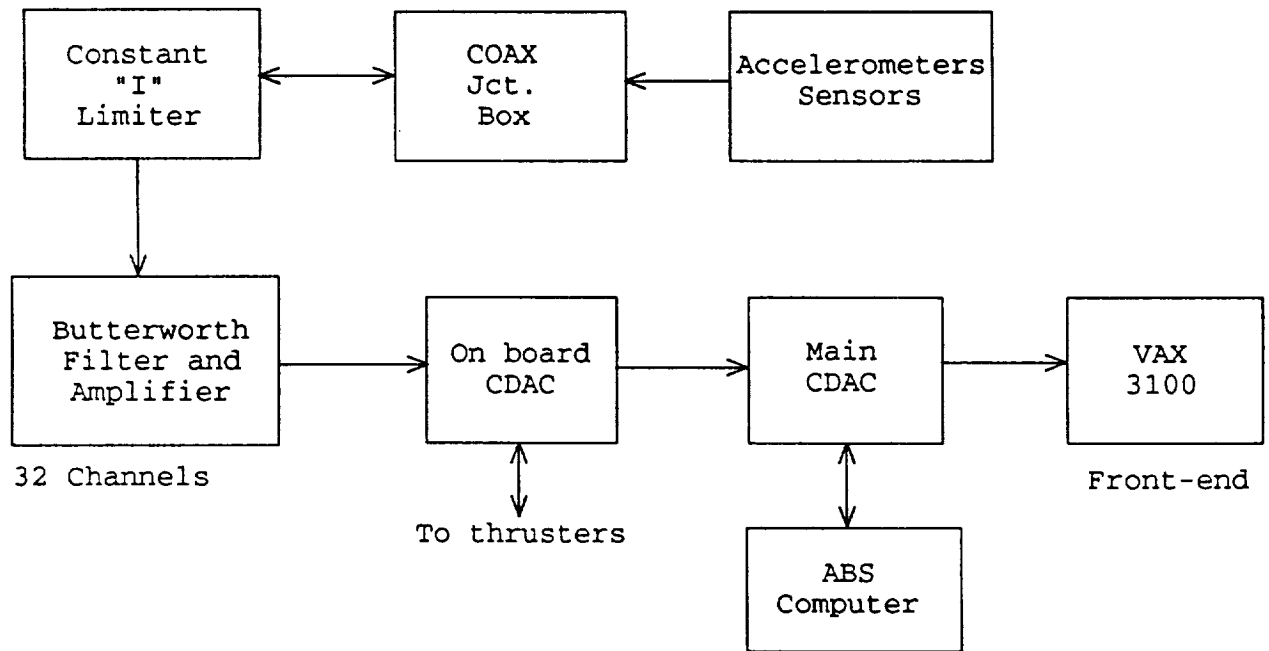 Constant
"I"
Limiter
COAX
Jct.
Box
Accelerometers
Sensors
Butterworth
Filter and
Amplifier
On board
CDAC
Main
CDAC
VAX
3100
32 Channels
Front-end
To thrusters
ABS
Computer